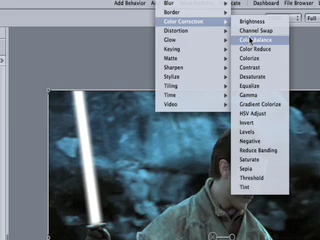 Add Behavior
Dashboard
File Browser
Full
Blur
Border
Color Correction
Distortion
Glow
Keying
Matte
Sharpen
Stylize
Tiling
Time
Video
Brightness
Channel Swap
Color Balance
Color Reduce
Colorize
Contrast
Desaturate
Equalize
Gamma
Gradient Colorize
HSV Adjust
Invert
Levels
Negative
Reduce Banding
Saturate
Sepia
Threshold
Tint